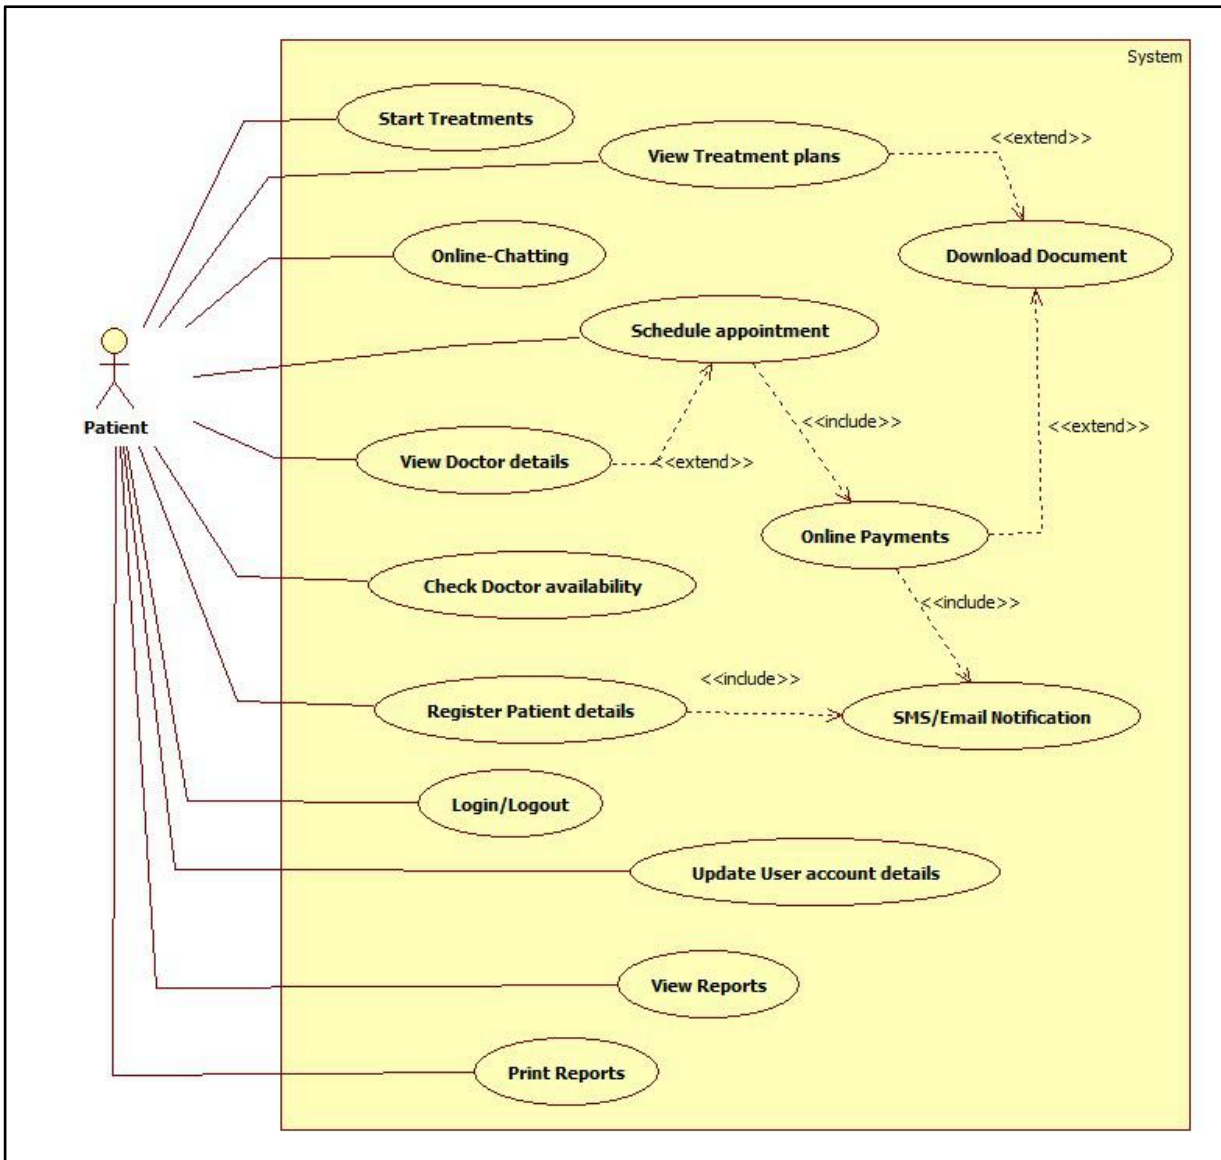 System
Start Treatments
<<extend>>
View Treatment plans
Online-Chatting
Download Document
Schedule appointment
Patient
<<include>>
<<extend>>
View Doctor details
<<extend>>
Online Payments
Check Doctor availability
<<include>>
<<include>>
Register Patient details
SMS/Email Notification
Login/Logout
Update User account details
View Reports
Print Reports